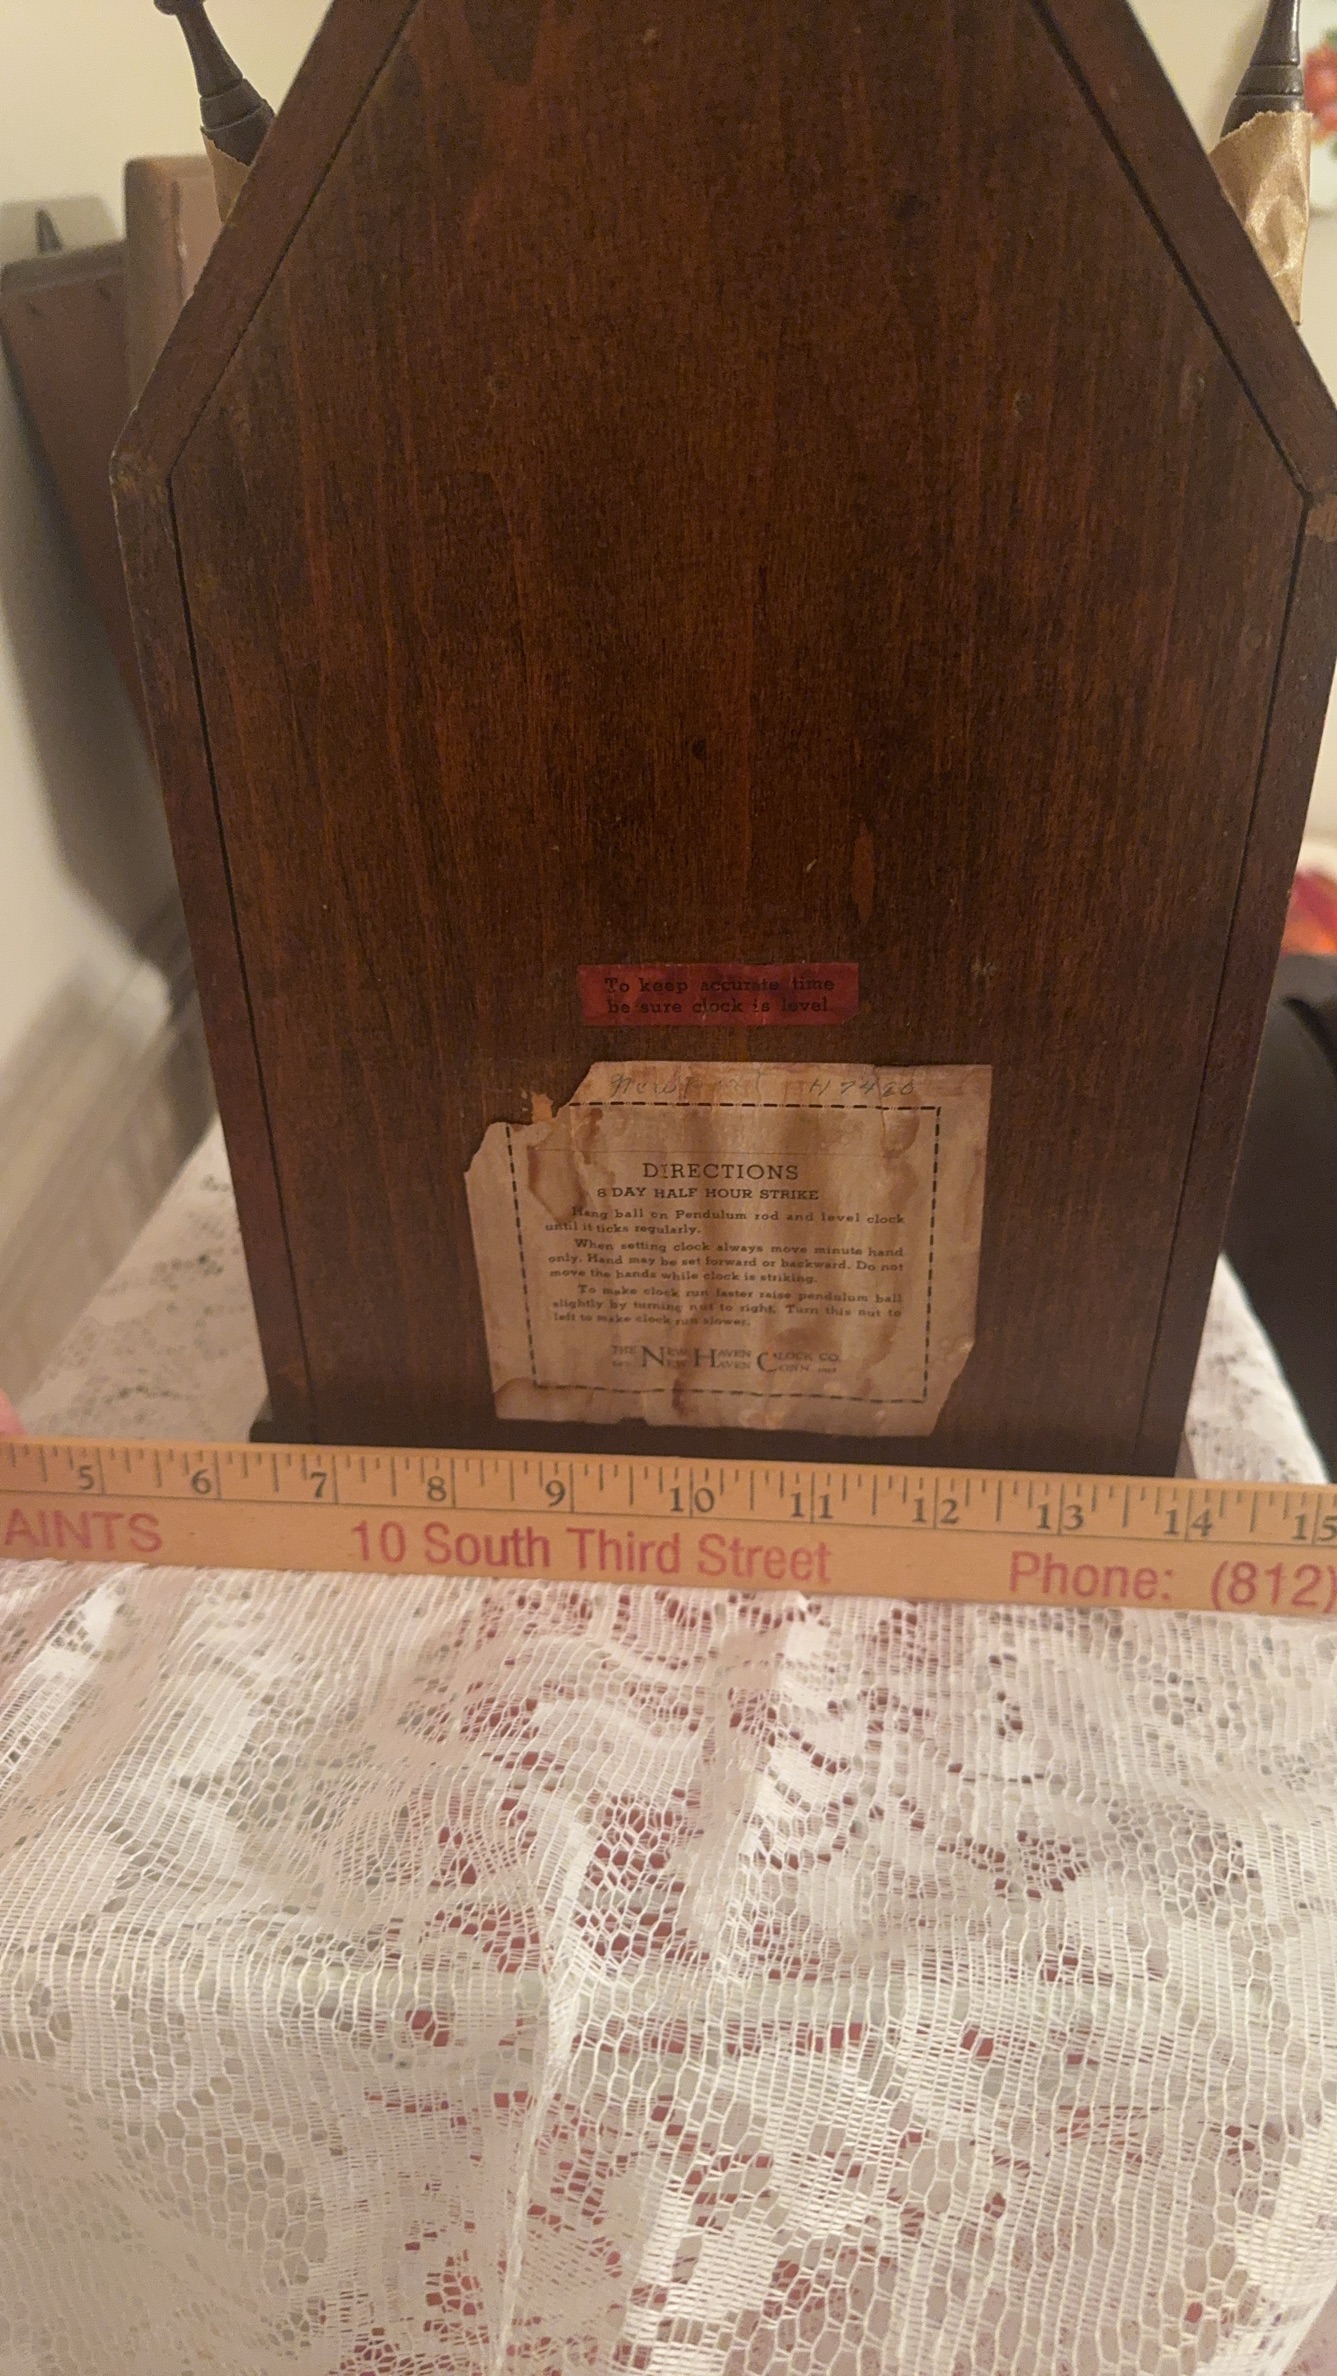 To keep accurate time
be sure clock is level.
H7420
DIRECTIONS
8 DAY HALF HOUR STRIKE
Hang ball on Pendulum rod and level clock
until it ticks regularly.
When setting clock always move minute hand
only. Hand may be set forward or backward. Do not
move the hands while clock is striking.
To make clock run faster raise pendulum ball
slightly by turning nut to right. Turn this nut to
left to make clock run slower.
THE NEW HAVEN CLOCK CO.
NEW HAVEN CONN
5 6 7 8 9 10 11 12 13 14 15
AINTS 10 South Third Street Phone: (812)